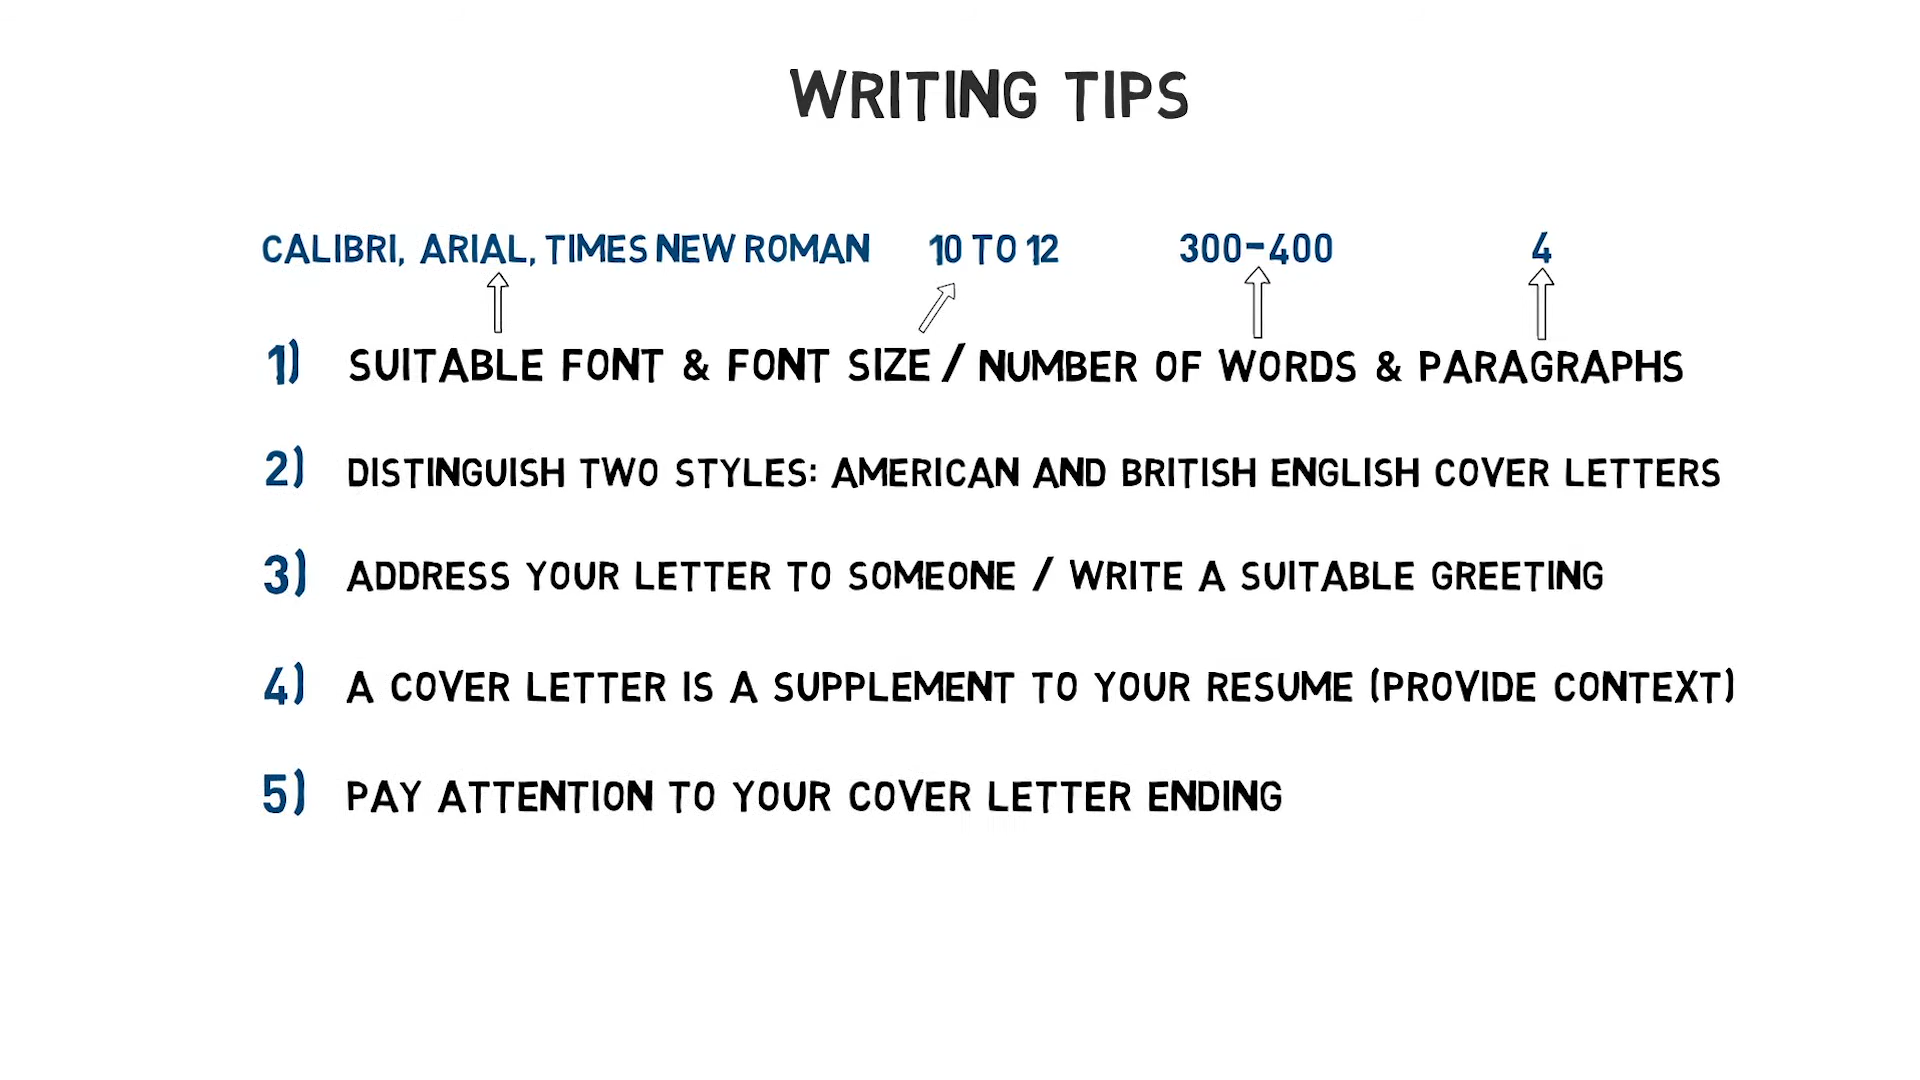 WRITING TIPS
CALIBRI, ARIAL, TIMES NEW ROMAN 10 TO 12 300-400 4
1) SUITABLE FONT & FONT SIZE / NUMBER OF WORDS & PARAGRAPHS
2) DISTINGUISH TWO STYLES: AMERICAN AND BRITISH ENGLISH COVER LETTERS
3) ADDRESS YOUR LETTER TO SOMEONE / WRITE A SUITABLE GREETING
4) A COVER LETTER IS A SUPPLEMENT TO YOUR RESUME (PROVIDE CONTEXT)
5) PAY ATTENTION TO YOUR COVER LETTER ENDING